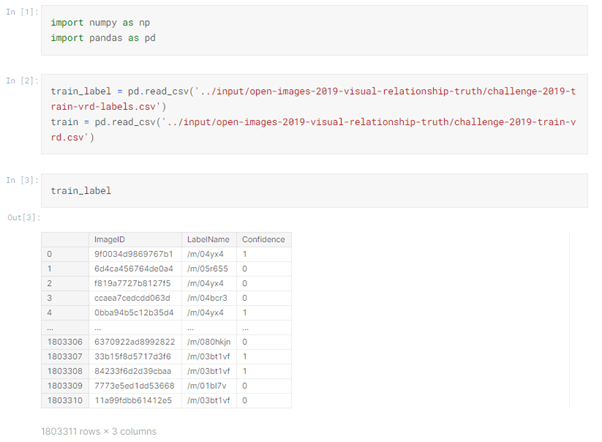 In [1]:
import numpy as np
import pandas as pd
In [2]:
train_label = pd.read_csv('../input/open-images-2019-visual-relationship-truth/challenge-2019-t
rain-vrd-labels.csv')
train = pd.read_csv('../input/open-images-2019-visual-relationship-truth/challenge-2019-train-v
rd.csv')
In [3]:
train_label
Out[3]:
ImageID LabelName Confidence
0 9f0034d9869767b1 /m/04yx4 1
1 6d4ca456764de0a4 /m/05r655 0
2 f819a7727b8127f5 /m/04yx4 0
3 ccaea7cedcdd063d /m/04bcr3 0
4 0bba94b5c12b35d4 /m/04yx4 1
... ... ... ...
1803306 6370922ad8992822 /m/080hkjn 0
1803307 33b15f8d5717d3f6 /m/03bt1vf 1
1803308 84233f6d2d39cbaa /m/03bt1vf 1
1803309 7773e5ed1dd53668 /m/01bl7v 0
1803310 11a99fdbb61412e5 /m/03bt1vf 0
1803311 rows × 3 columns